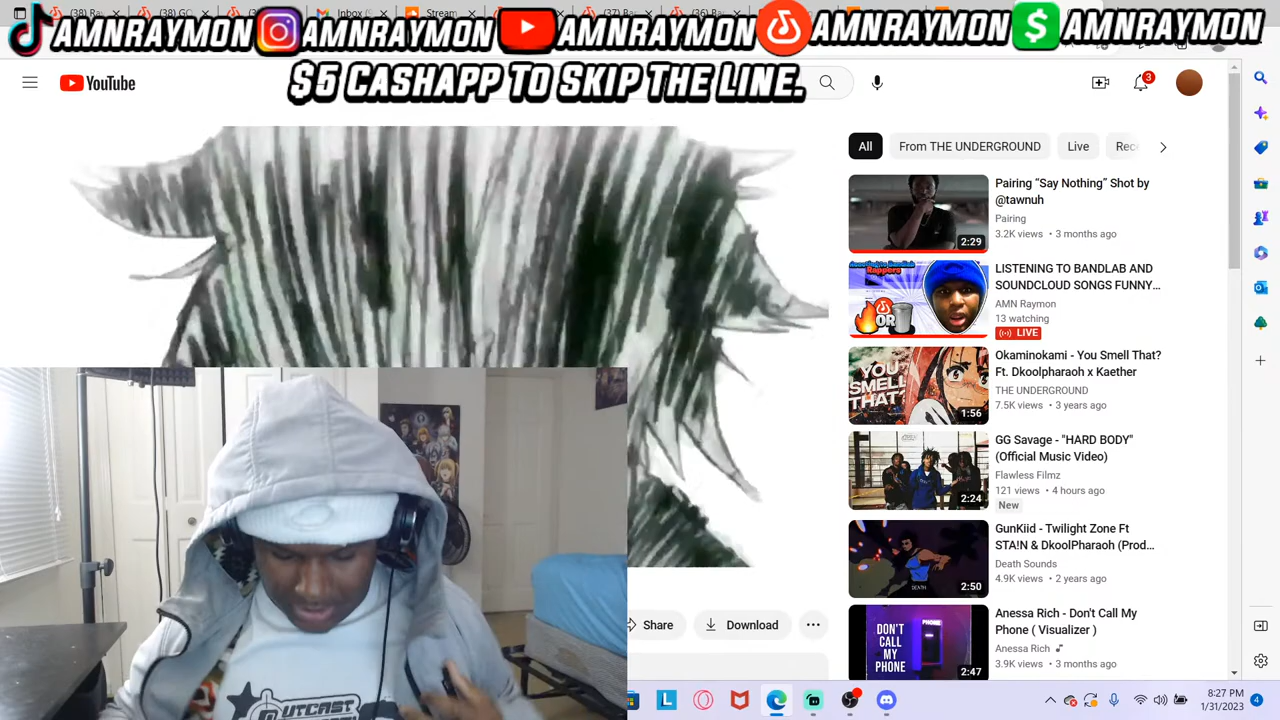 AMNRAYMON AMNRAYMON AMNRAYMON AMNRAYMON AMNRAYMON
$5 CASHAPP TO SKIP THE LINE.
YouTube
3
All
From THE UNDERGROUND
Live
Pairing “Say Nothing” Shot by
@tawnuh
Pairing
3.2K views • 3 months ago
2:29
LISTENING TO BANDLAB AND
SOUNDCLOUD SONGS FUNNY…
AMN Raymon
13 watching
LIVE
OR
YOU
SMELL
THAT?
1:56
Okaminokami - You Smell That?
Ft. Dkoolpharaoh x Kaether
THE UNDERGROUND
7.5K views • 3 years ago
GG Savage - "HARD BODY"
(Official Music Video)
Flawless Filmz
121 views • 4 hours ago
New
2:24
GunKiid - Twilight Zone Ft
STA!N & DkoolPharaoh (Prod…
Death Sounds
4.9K views • 2 years ago
DEATH
2:50
PHONE
DON'T
CALL
MY
PHONE
2:47
Anessa Rich - Don't Call My
Phone ( Visualizer )
Anessa Rich
3.9K views • 3 months ago
Share
Download
OUTCAST
8:27 PM
1/31/2023
4